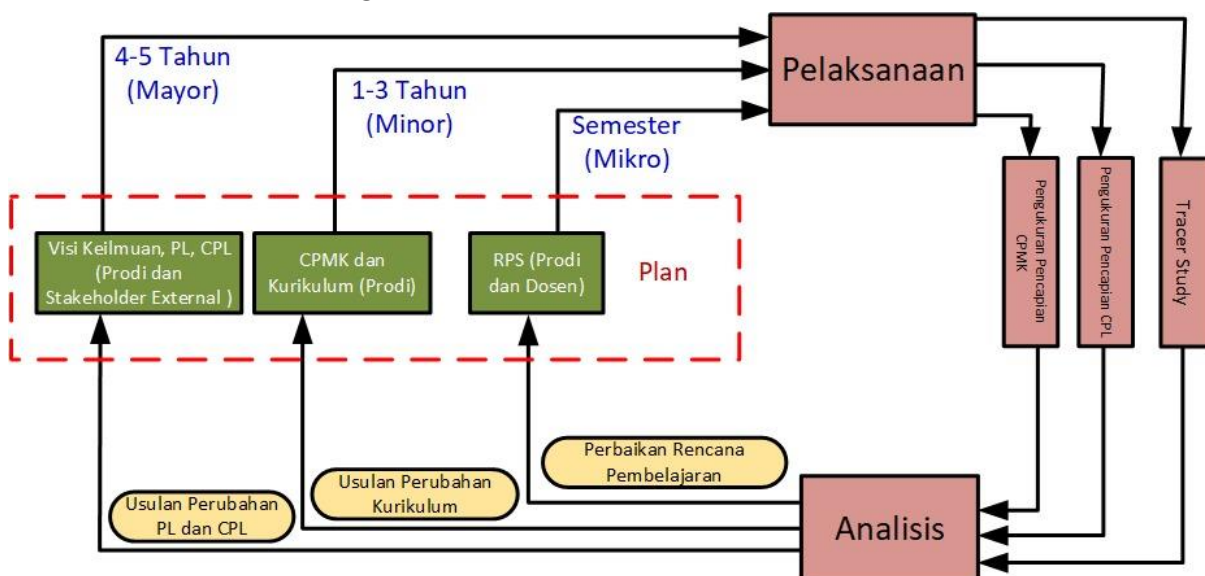 4-5 Tahun
(Mayor)
1-3 Tahun
(Minor)
Semester
(Mikro)
Pelaksanaan
Visi Keilmuan, PL, CPL
(Prodi dan
Stakeholder External )
CPMK dan
Kurikulum (Prodi)
RPS (Prodi
dan Dosen)
Plan
Pengukuran Pencapian
CPMK
Pengukuran Pencapian CPL
Tracer Study
Usulan Perubahan
PL dan CPL
Usulan Perubahan
Kurikulum
Perbaikan Rencana
Pembelajaran
Analisis